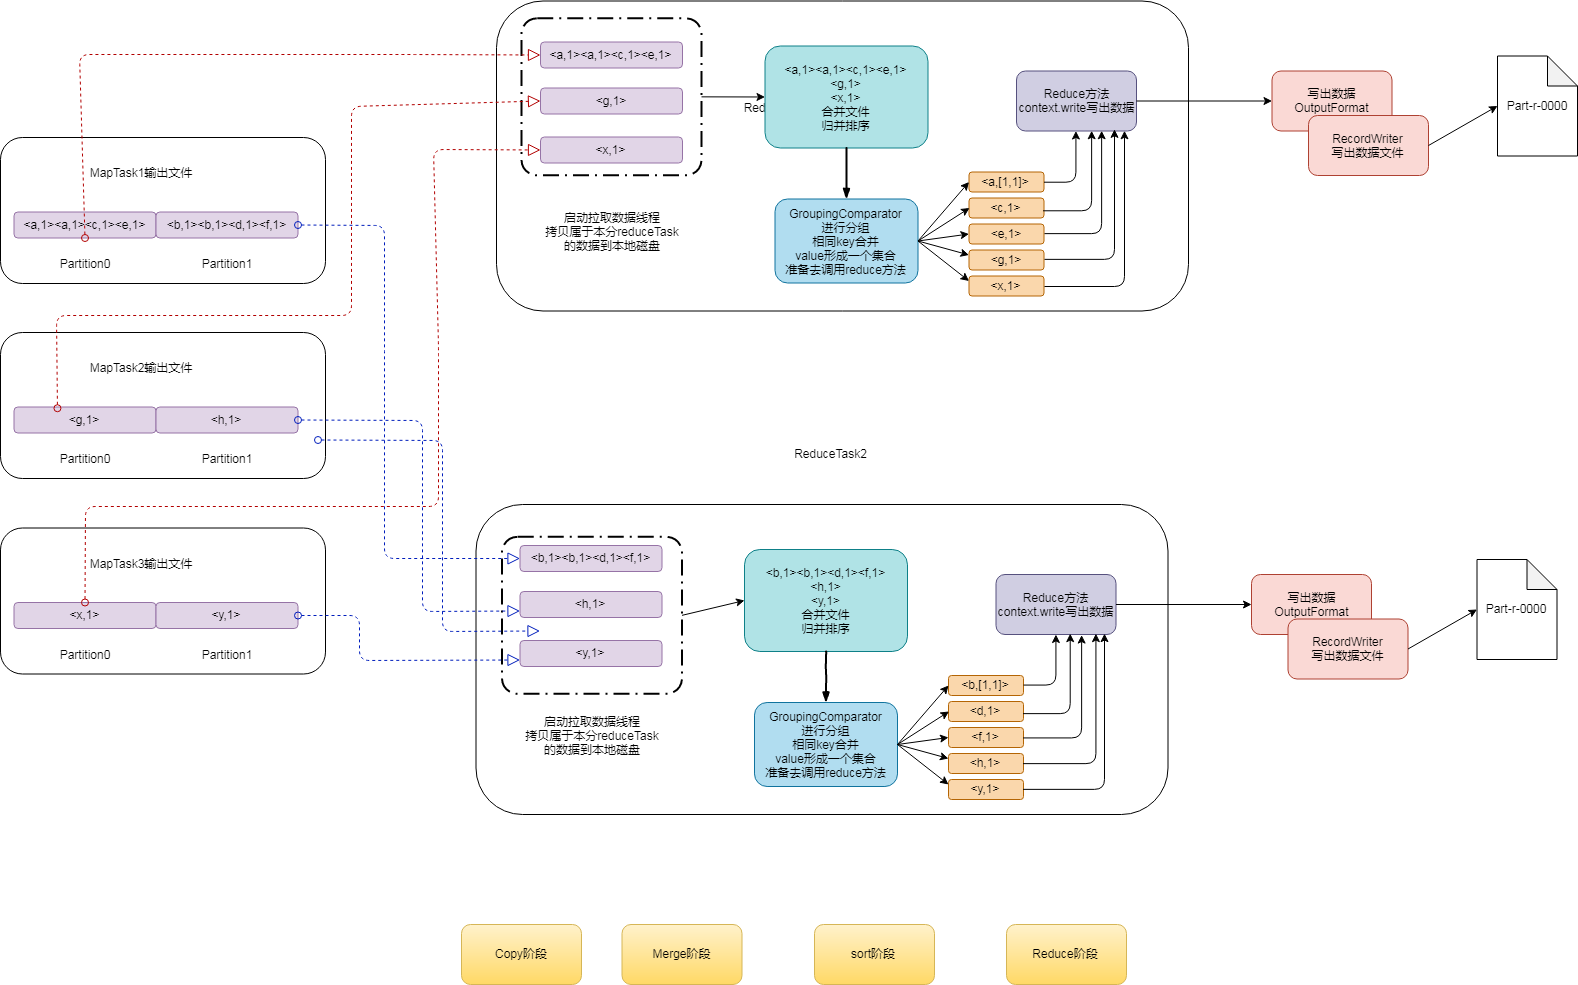 <a,1><a,1><c,1><e,1>
<g,1>
<x,1>
启动拉取数据线程
拷贝属于本分reduceTask
的数据到本地磁盘
Red
<a,1><a,1><c,1><e,1>
<g,1>
<x,1>
合并文件
归并排序
GroupingComparator
进行分组
相同key合并
value形成一个集合
准备去调用reduce方法
<a,[1,1]>
<c,1>
<e,1>
<g,1>
<x,1>
Reduce方法
context.write写出数据
写出数据
OutputFormat
RecordWriter
写出数据文件
Part-r-0000
MapTask1输出文件
<a,1><a,1><c,1><e,1>
<b,1><b,1><d,1><f,1>
Partition0
Partition1
MapTask2输出文件
<g,1>
<h,1>
Partition0
Partition1
MapTask3输出文件
<x,1>
<y,1>
Partition0
Partition1
ReduceTask2
<b,1><b,1><d,1><f,1>
<h,1>
<y,1>
启动拉取数据线程
拷贝属于本分reduceTask
的数据到本地磁盘
<b,1><b,1><d,1><f,1>
<h,1>
<y,1>
合并文件
归并排序
GroupingComparator
进行分组
相同key合并
value形成一个集合
准备去调用reduce方法
<b,[1,1]>
<d,1>
<f,1>
<h,1>
<y,1>
Reduce方法
context.write写出数据
写出数据
OutputFormat
RecordWriter
写出数据文件
Part-r-0000
Copy阶段
Merge阶段
sort阶段
Reduce阶段